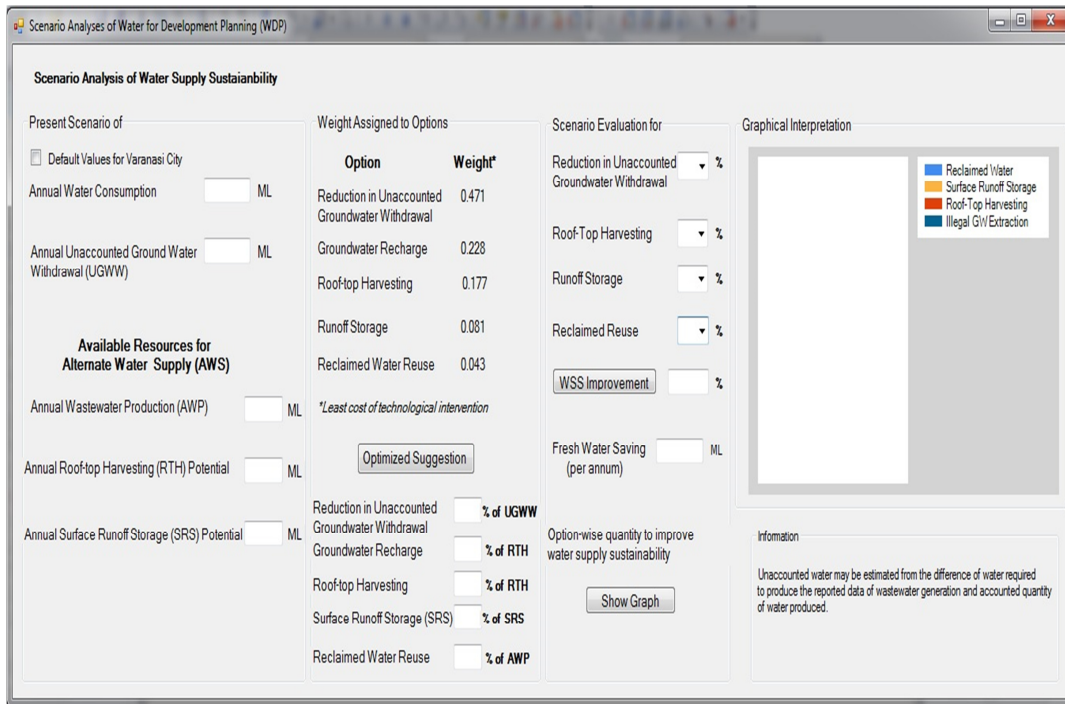 Scenario Analyses of Water for Development Planning (WDP)
Scenario Analysis of Water Supply Sustaianbility
Present Scenario of
Default Values for Varanasi City
Annual Water Consumption
ML
Annual Unaccounted Ground Water
Withdrawal (UGWW)
ML
Available Resources for
Alternate Water Supply (AWS)
Annual Wastewater Production (AWP)
ML
Annual Roof-top Harvesting (RTH) Potential
ML
Annual Surface Runoff Storage (SRS) Potential
ML
Weight Assigned to Options
Option Weight*
Reduction in Unaccounted 0.471
Groundwater Withdrawal
Groundwater Recharge 0.228
Roof-top Harvesting 0.177
Runoff Storage 0.081
Reclaimed Water Reuse 0.043
*Least cost of technological intervention
Optimized Suggestion
Reduction in Unaccounted % of UGWW
Groundwater Withdrawal
Groundwater Recharge % of RTH
Roof-top Harvesting % of RTH
Surface Runoff Storage (SRS) % of SRS
Reclaimed Water Reuse % of AWP
Scenario Evaluation for
Reduction in Unaccounted %
Groundwater Withdrawal
Roof-Top Harvesting %
Runoff Storage %
Reclaimed Reuse %
WSS Improvement %
Fresh Water Saving ML
(per annum)
Option-wise quantity to improve
water supply sustainability
Show Graph
Graphical Interpretation
Reclaimed Water
Surface Runoff Storage
Roof-Top Harvesting
Illegal GW Extraction
Information
Unaccounted water may be estimated from the difference of water required
to produce the reported data of wastewater generation and accounted quantity
of water produced.